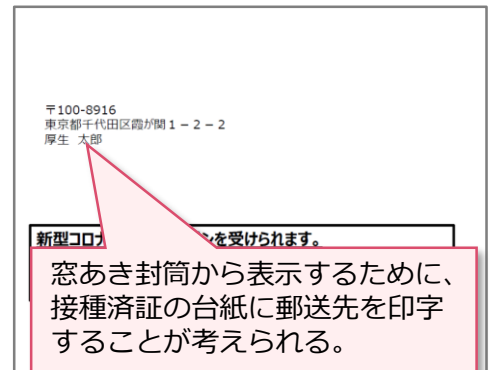 〒100-8916
東京都千代田区霞が関１－２－２
厚生 太郎
新型コロナ ンを受けられます。
窓あき封筒から表示するために、
接種済証の台紙に郵送先を印字
することが考えられる。